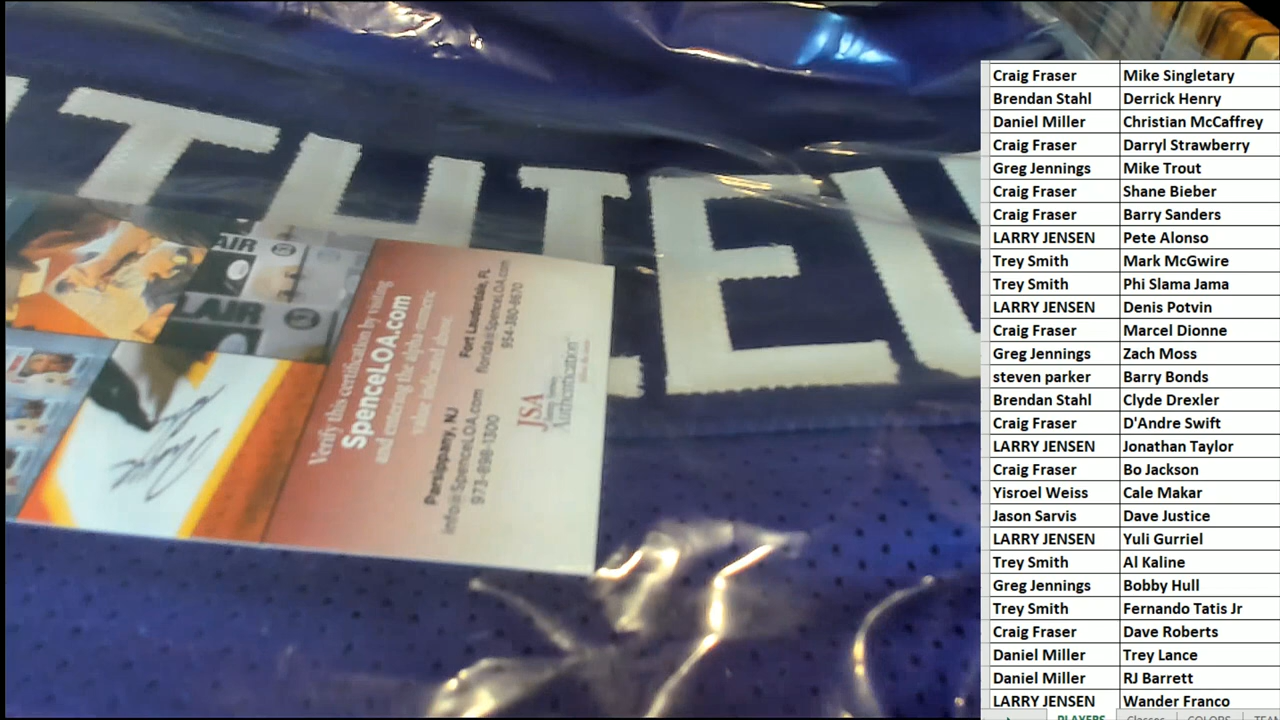 THIEU
AIR
LAIR
Verify this certification by visiting
SpenceLOA.com
and entering the alpha-numeric
value indicated above.
Parsippany, NJ
info@SpenceLOA.com
973-898-1300
Fort Lauderdale, FL
florida@SpenceLOA.com
954-380-8670
JSA
Authentication
Craig Fraser Mike Singletary
Brendan Stahl Derrick Henry
Daniel Miller Christian McCaffrey
Craig Fraser Darryl Strawberry
Greg Jennings Mike Trout
Craig Fraser Shane Bieber
Craig Fraser Barry Sanders
LARRY JENSEN Pete Alonso
Trey Smith Mark McGwire
Trey Smith Phi Slama Jama
LARRY JENSEN Denis Potvin
Craig Fraser Marcel Dionne
Greg Jennings Zach Moss
steven parker Barry Bonds
Brendan Stahl Clyde Drexler
Craig Fraser D'Andre Swift
LARRY JENSEN Jonathan Taylor
Craig Fraser Bo Jackson
Yisroel Weiss Cale Makar
Jason Sarvis Dave Justice
LARRY JENSEN Yuli Gurriel
Trey Smith Al Kaline
Greg Jennings Bobby Hull
Trey Smith Fernando Tatis Jr
Craig Fraser Dave Roberts
Daniel Miller Trey Lance
Daniel Miller RJ Barrett
LARRY JENSEN Wander Franco
PLAYERS Classes COLORS TEA